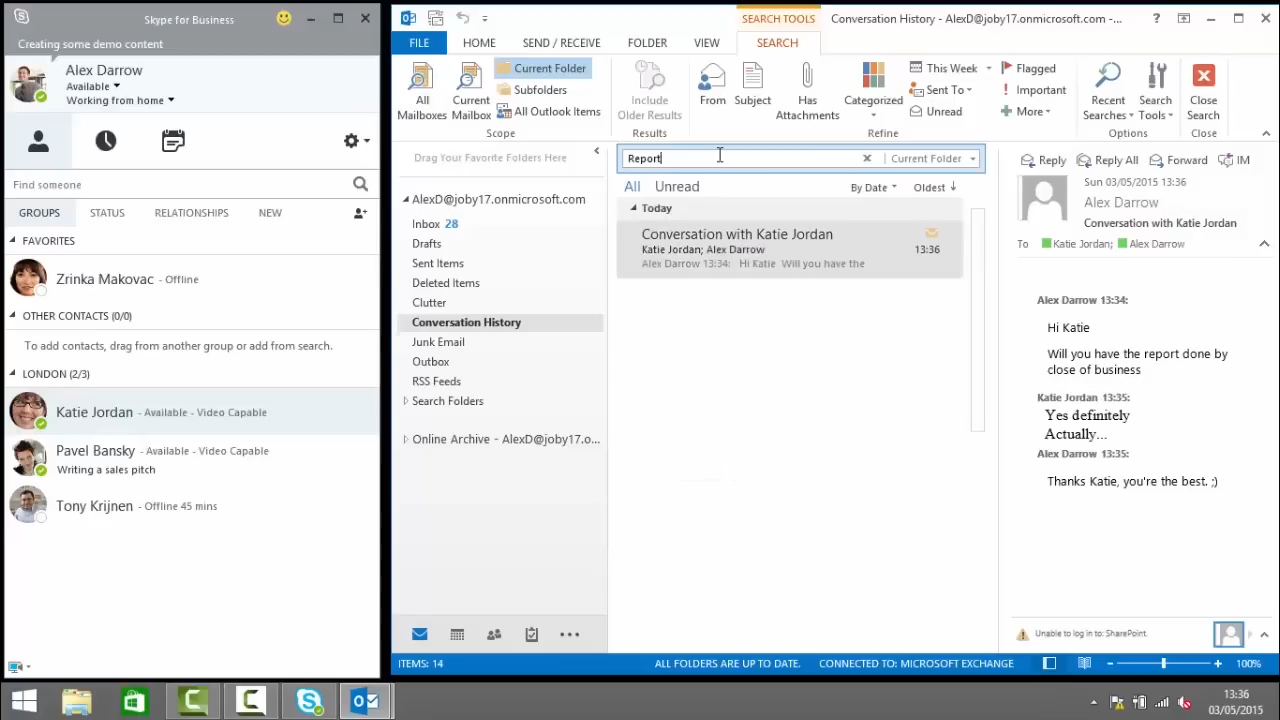 Skype for Business
Creating some demo content
Alex Darrow
Available
Working from home
Find someone
GROUPS STATUS RELATIONSHIPS NEW
FAVORITES
Zrinka Makovac - Offline
OTHER CONTACTS (0/0)
To add contacts, drag from another group or add from search.
LONDON (2/3)
Katie Jordan - Available - Video Capable
Pavel Bansky - Available - Video Capable
Writing a sales pitch
Tony Krijnen - Offline 45 mins
SEARCH TOOLS
Conversation History - AlexD@joby17.onmicrosoft.com -...
FILE HOME SEND / RECEIVE FOLDER VIEW SEARCH
All Mailboxes
Current Mailbox
Current Folder
Subfolders
All Outlook Items
Scope
Include Older Results
Results
From
Subject
Has Attachments
Categorized
This Week
Sent To
Unread
Flagged
Important
More
Refine
Recent Searches
Search Tools
Options
Close Search
Close
Drag Your Favorite Folders Here
AlexD@joby17.onmicrosoft.com
Inbox 28
Drafts
Sent Items
Deleted Items
Clutter
Conversation History
Junk Email
Outbox
RSS Feeds
Search Folders
Online Archive - AlexD@joby17.o...
Report
Current Folder
All Unread By Date Oldest
Today
Conversation with Katie Jordan
Katie Jordan; Alex Darrow 13:36
Alex Darrow 13:34: Hi Katie Will you have the
Reply Reply All Forward IM
Sun 03/05/2015 13:36
Alex Darrow
Conversation with Katie Jordan
To Katie Jordan; Alex Darrow
Alex Darrow 13:34:
Hi Katie
Will you have the report done by
close of business
Katie Jordan 13:35:
Yes definitely
Actually...
Alex Darrow 13:35:
Thanks Katie, you're the best. ;)
Unable to log in to: SharePoint.
ITEMS: 14
ALL FOLDERS ARE UP TO DATE. CONNECTED TO: MICROSOFT EXCHANGE
100%
13:36
03/05/2015